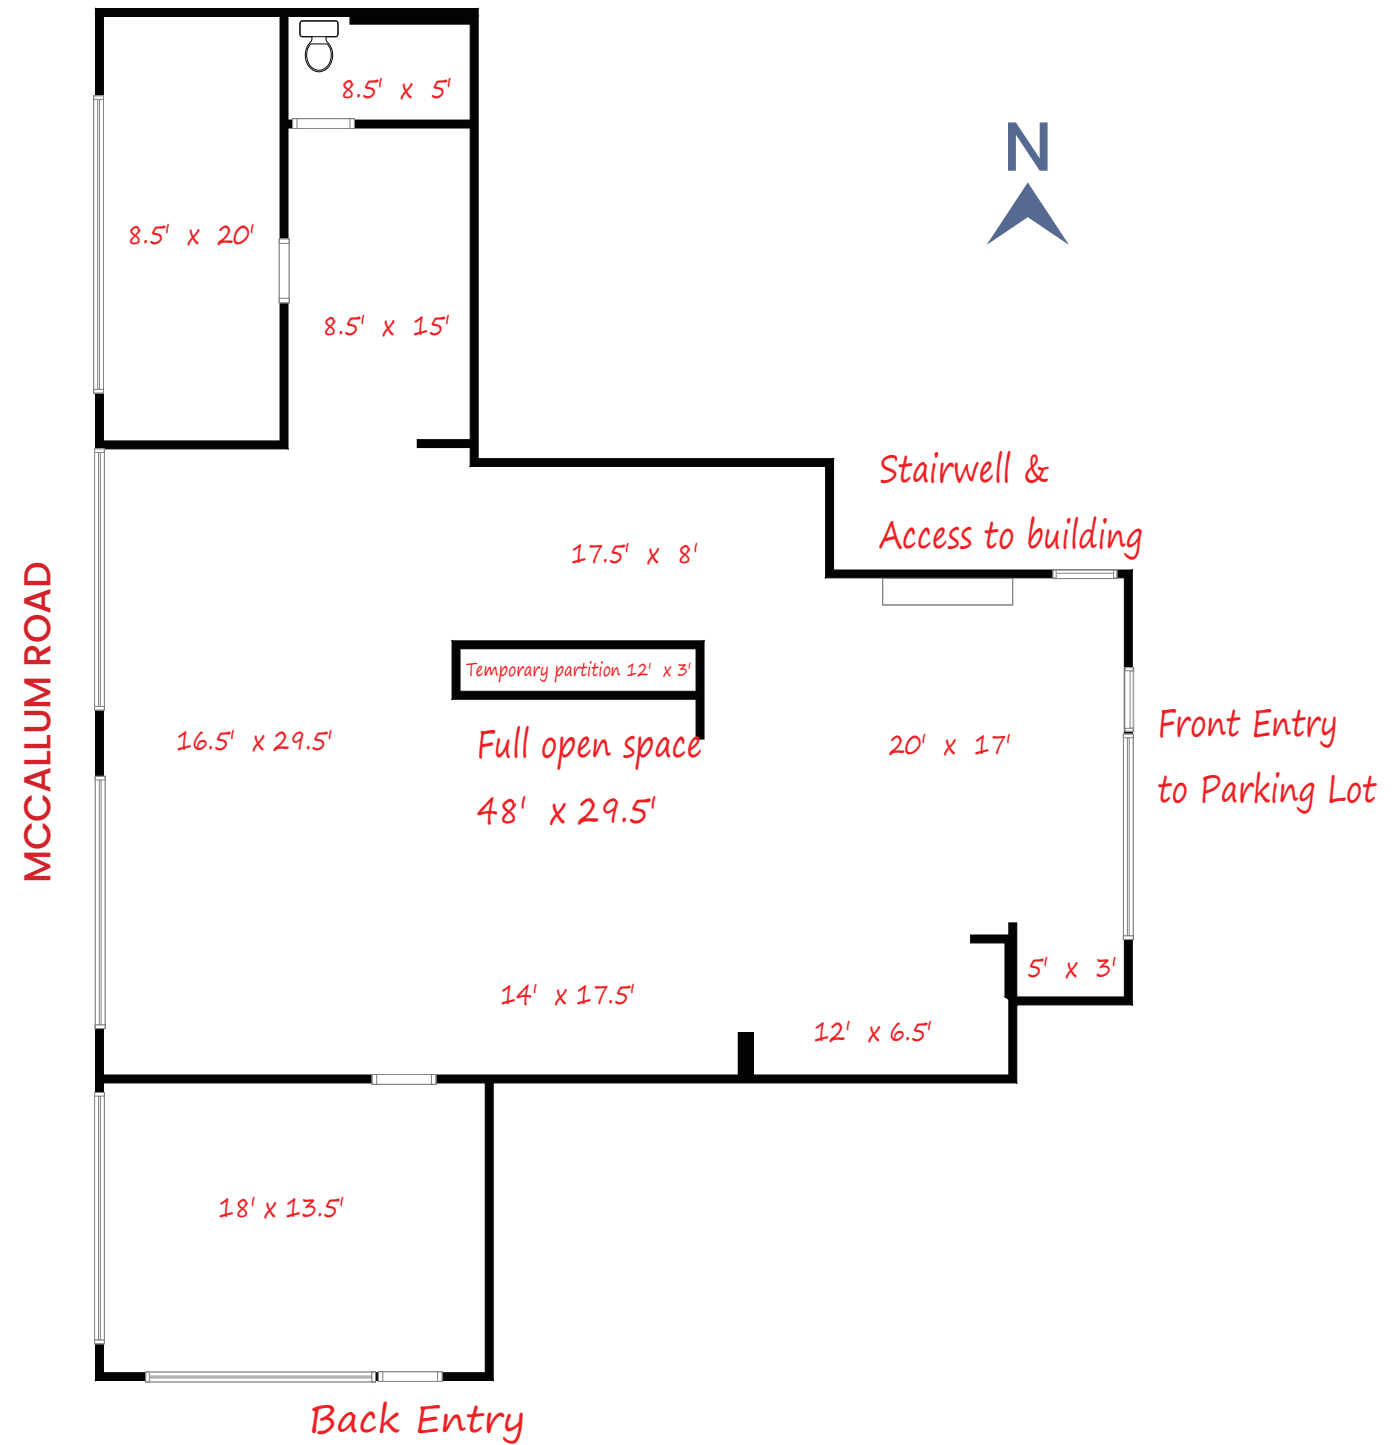 8.5' x 5'
N
8.5' x 20'
8.5' x 15'
Stairwell &
Access to building
17.5' x 8'
MCCALLUM ROAD
Temporary partition 12' x 3'
Front Entry
to Parking Lot
16.5' x 29.5'
Full open space
48' x 29.5'
20' x 17'
5' x 3'
14' x 17.5'
12' x 6.5'
18' x 13.5'
Back Entry